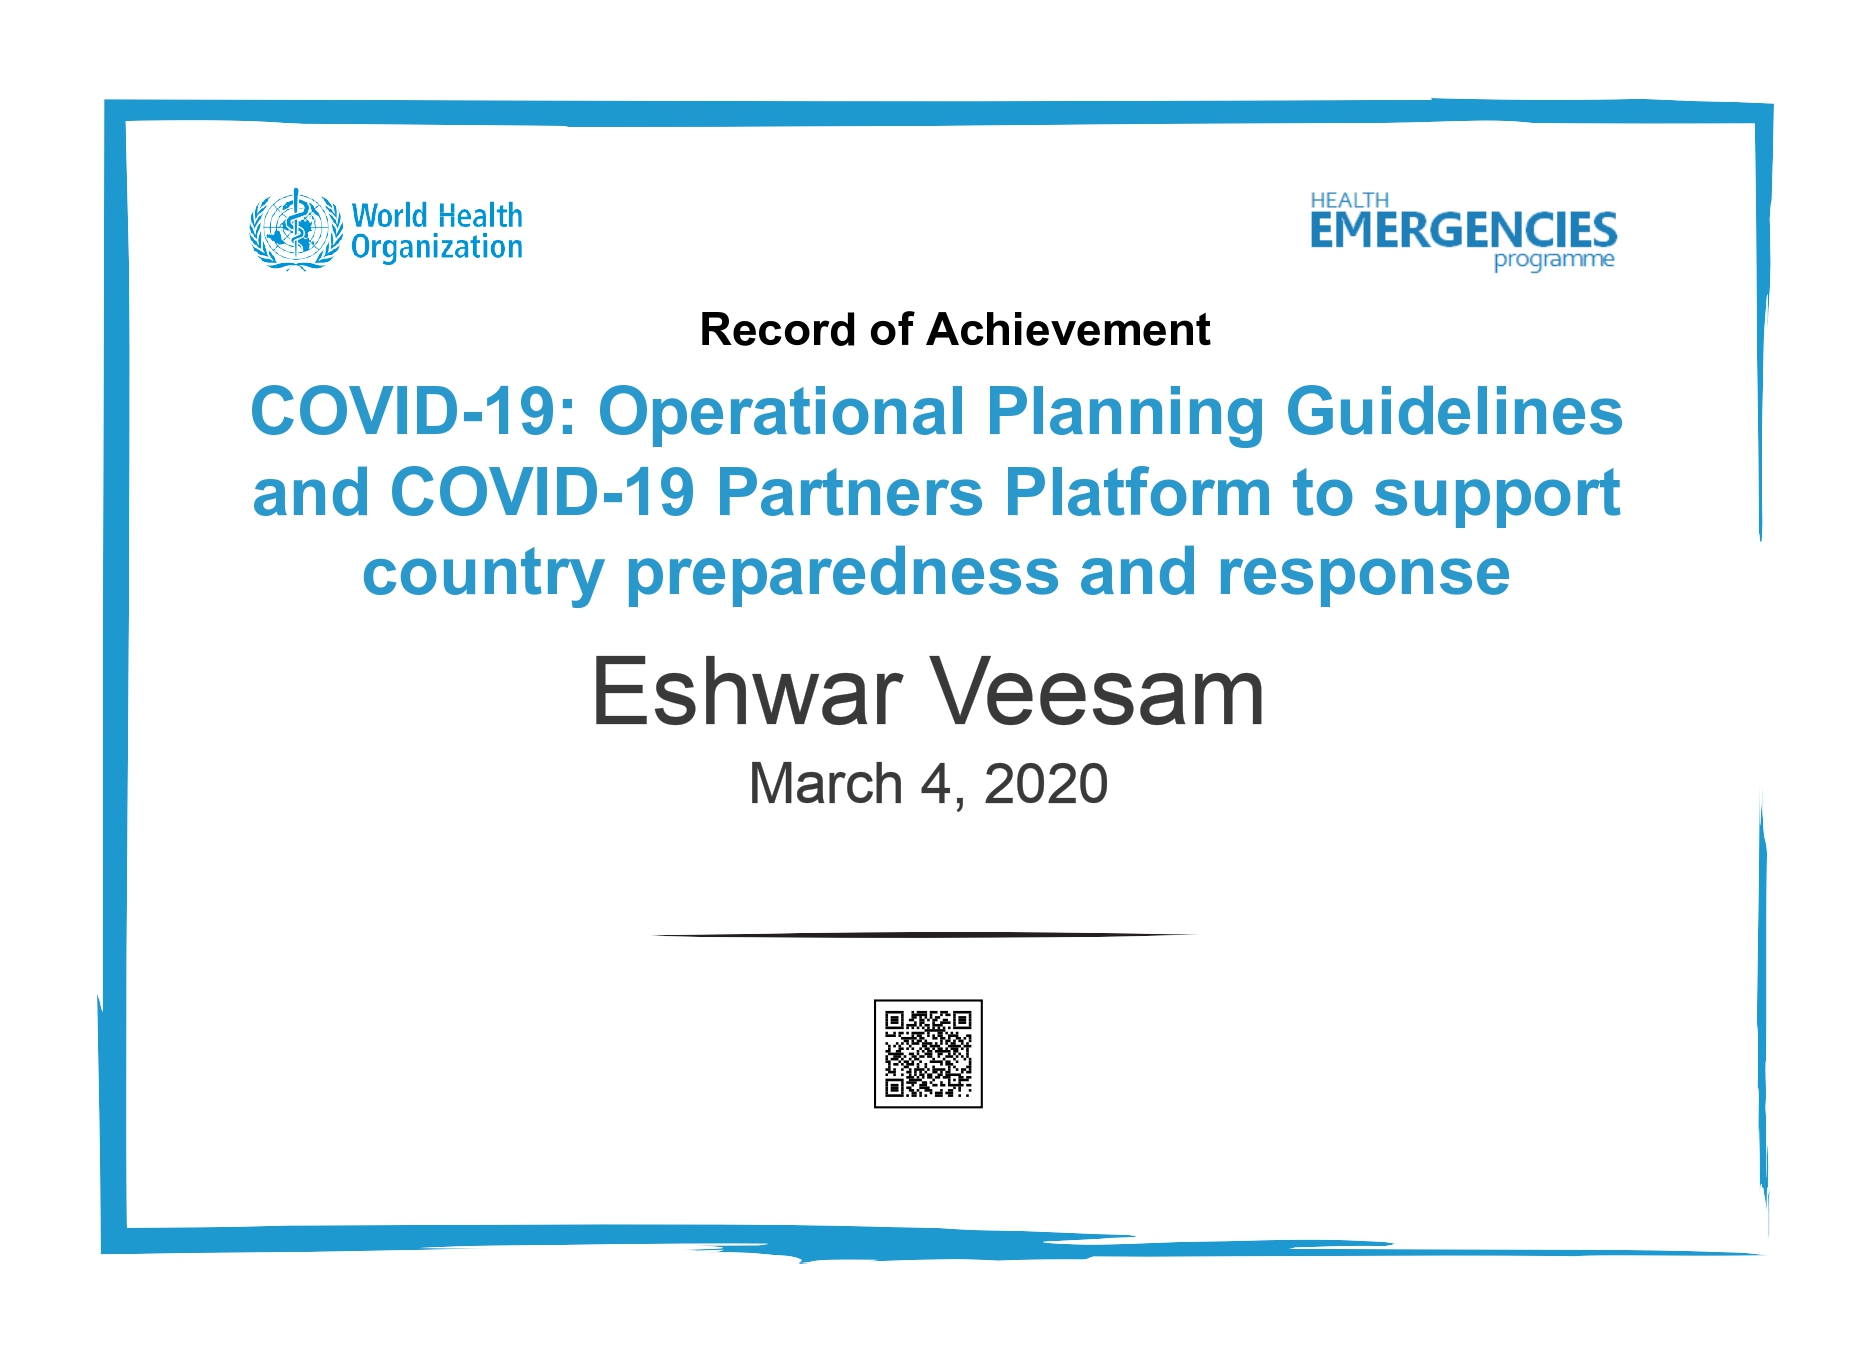 World Health
Organization
HEALTH
EMERGENCIES
programme
Record of Achievement
COVID-19: Operational Planning Guidelines
and COVID-19 Partners Platform to support
country preparedness and response
Eshwar Veesam
March 4, 2020